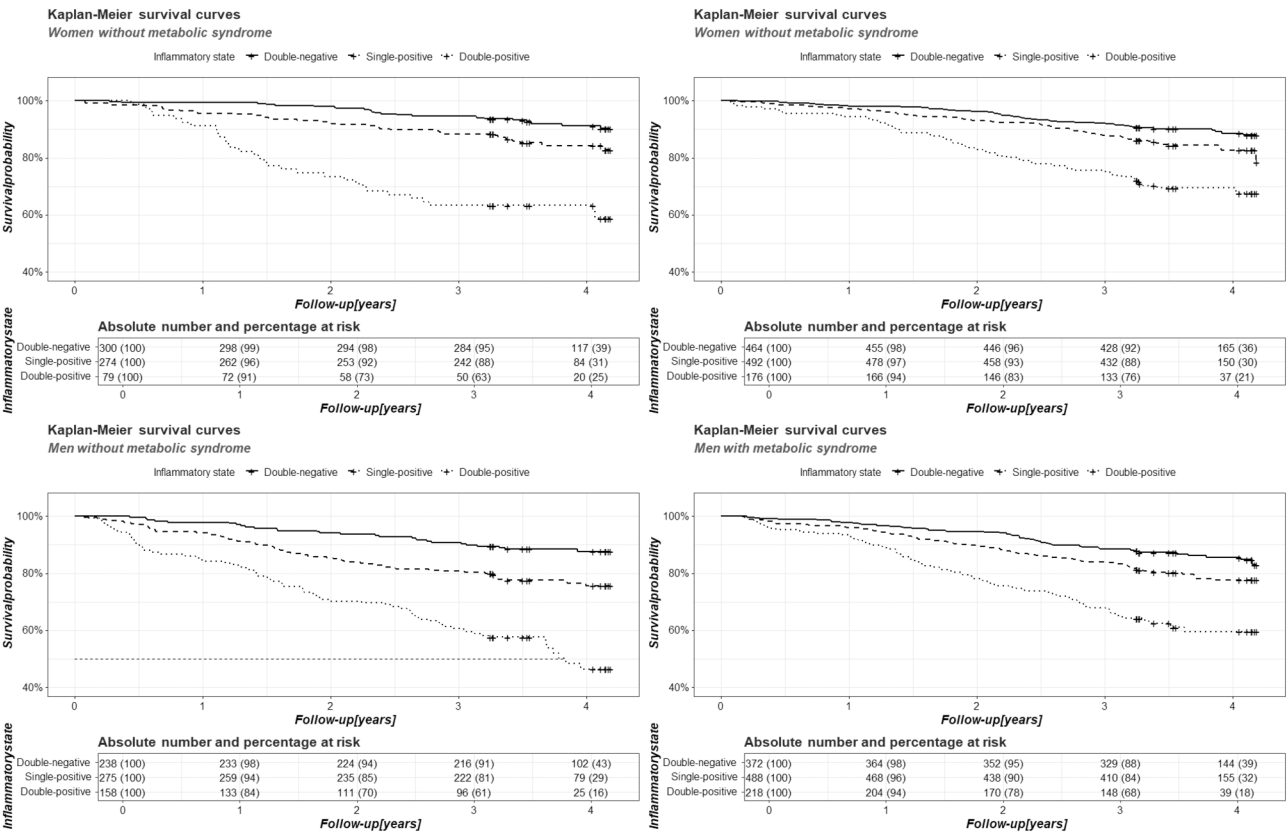 Kaplan-Meier survival curves
Women without metabolic syndrome
Inflammatory state Double-negative Single-positive Double-positive
100%
80%
60%
40%
Survivalprobability
0 1 2 3 4
Follow-up[years]
Absolute number and percentage at risk
Inflammatorystate
Double-negative 300 (100) 298 (99) 294 (98) 284 (95) 117 (39)
Single-positive 274 (100) 262 (96) 253 (92) 242 (88) 84 (31)
Double-positive 79 (100) 72 (91) 58 (73) 50 (63) 20 (25)
0 1 2 3 4
Follow-up[years]
Kaplan-Meier survival curves
Women without metabolic syndrome
Inflammatory state Double-negative Single-positive Double-positive
100%
80%
60%
40%
Survivalprobability
0 1 2 3 4
Follow-up[years]
Absolute number and percentage at risk
Inflammatorystate
Double-negative 464 (100) 455 (98) 446 (96) 428 (92) 165 (36)
Single-positive 492 (100) 478 (97) 458 (93) 432 (88) 150 (30)
Double-positive 176 (100) 166 (94) 146 (83) 133 (76) 37 (21)
0 1 2 3 4
Follow-up[years]
Kaplan-Meier survival curves
Men without metabolic syndrome
Inflammatory state Double-negative Single-positive Double-positive
100%
80%
60%
40%
Survivalprobability
0 1 2 3 4
Follow-up[years]
Absolute number and percentage at risk
Inflammatorystate
Double-negative 238 (100) 233 (98) 224 (94) 216 (91) 102 (43)
Single-positive 275 (100) 259 (94) 235 (85) 222 (81) 79 (29)
Double-positive 158 (100) 133 (84) 111 (70) 96 (61) 25 (16)
0 1 2 3 4
Follow-up[years]
Kaplan-Meier survival curves
Men with metabolic syndrome
Inflammatory state Double-negative Single-positive Double-positive
100%
80%
60%
40%
Survivalprobability
0 1 2 3 4
Follow-up[years]
Absolute number and percentage at risk
Inflammatorystate
Double-negative 372 (100) 364 (98) 352 (95) 329 (88) 144 (39)
Single-positive 488 (100) 468 (96) 438 (90) 410 (84) 155 (32)
Double-positive 218 (100) 204 (94) 170 (78) 148 (68) 39 (18)
0 1 2 3 4
Follow-up[years]